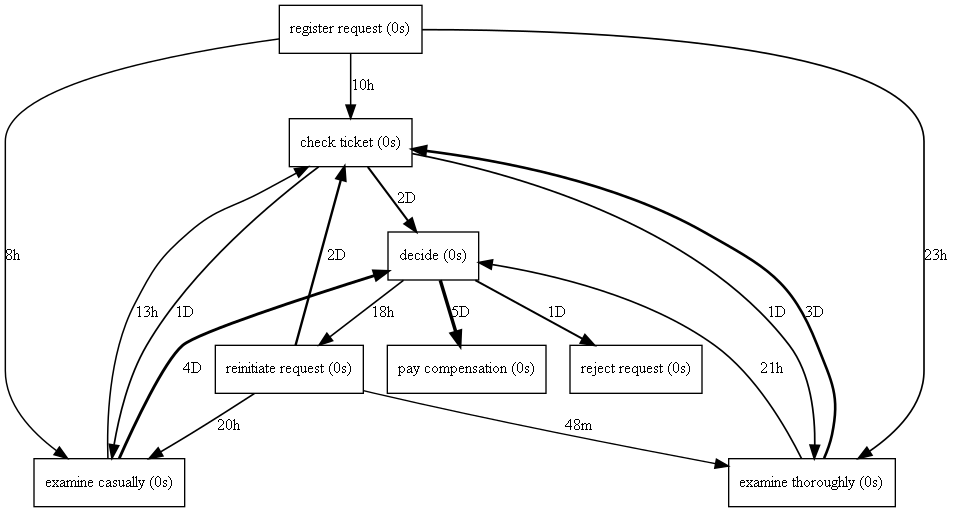 register request (0s)
10h
check ticket (0s)
2D
8h
decide (0s)
2D
23h
13h
1D
18h
5D
1D
1D
3D
4D
reinitiate request (0s)
pay compensation (0s)
reject request (0s)
21h
20h
48m
examine casually (0s)
examine thoroughly (0s)